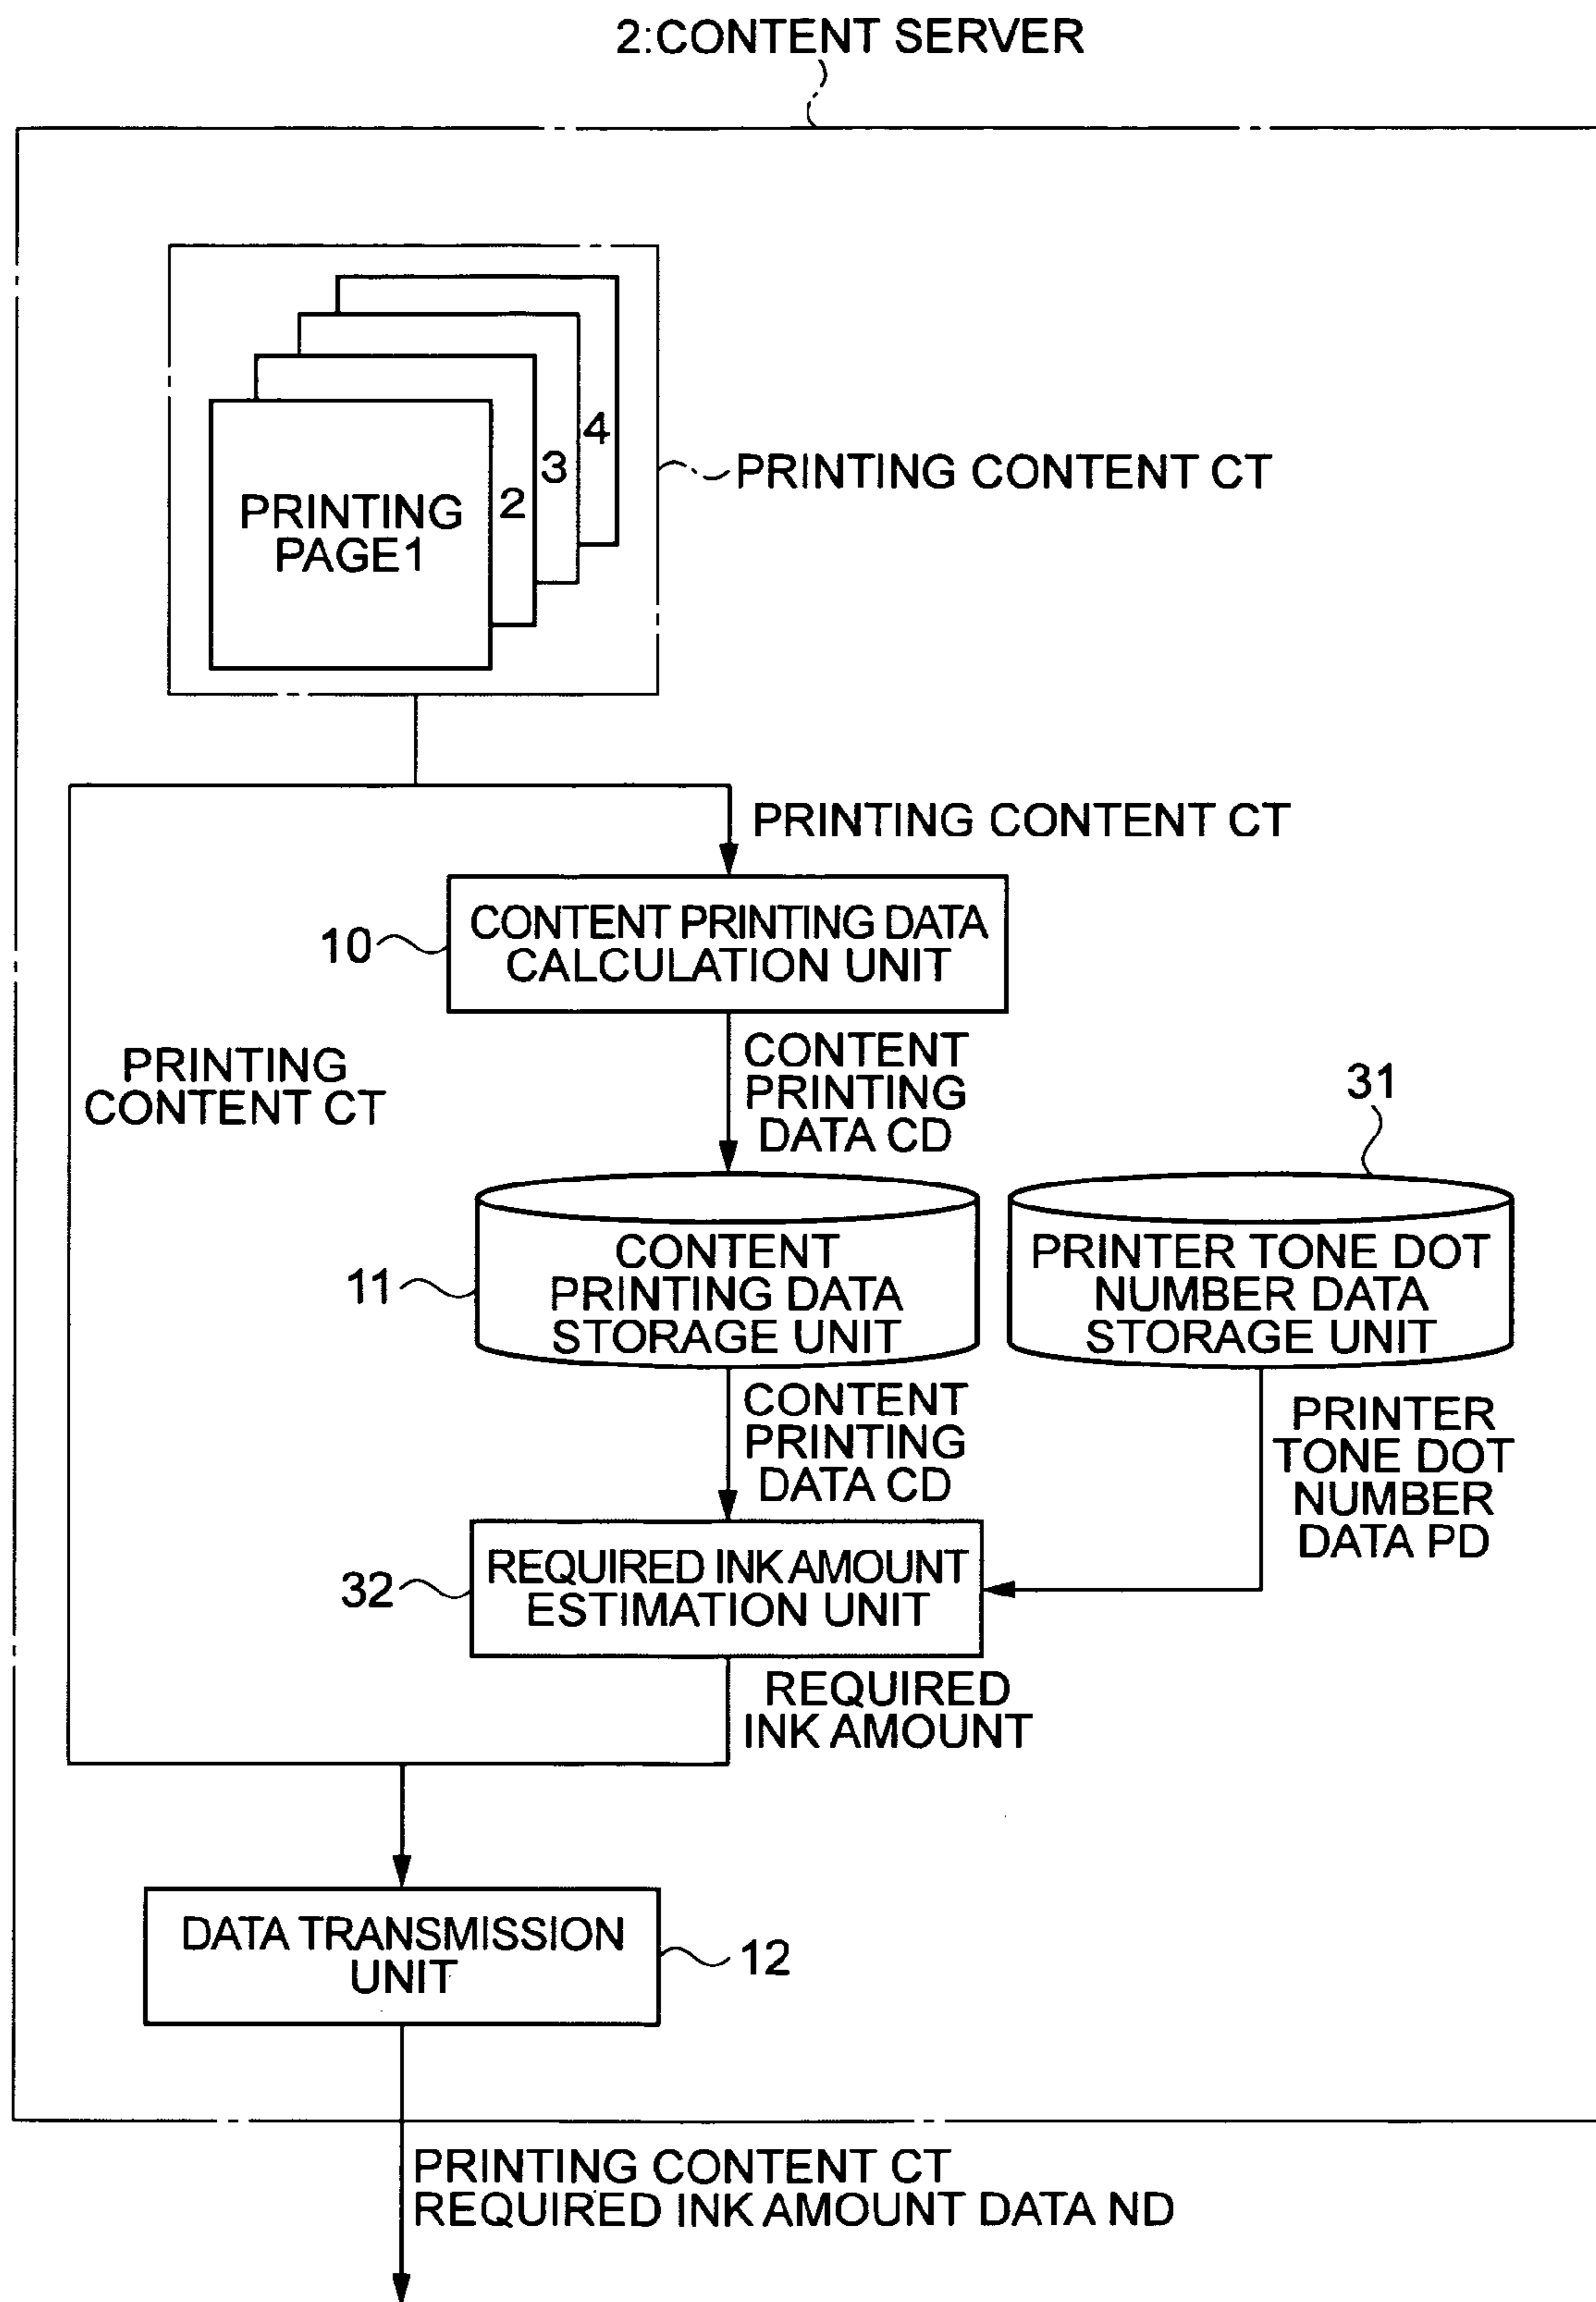 2:CONTENT SERVER
4
3
2
PRINTING
PAGE1
PRINTING CONTENT CT
PRINTING CONTENT CT
10
CONTENT PRINTING DATA
CALCULATION UNIT
PRINTING
CONTENT CT
CONTENT
PRINTING
DATA CD
31
11
CONTENT
PRINTING DATA
STORAGE UNIT
PRINTER TONE DOT
NUMBER DATA
STORAGE UNIT
CONTENT
PRINTING
DATA CD
PRINTER
TONE DOT
NUMBER
DATA PD
32
REQUIRED INK AMOUNT
ESTIMATION UNIT
REQUIRED
INK AMOUNT
DATA TRANSMISSION
UNIT
12
PRINTING CONTENT CT
REQUIRED INK AMOUNT DATA ND